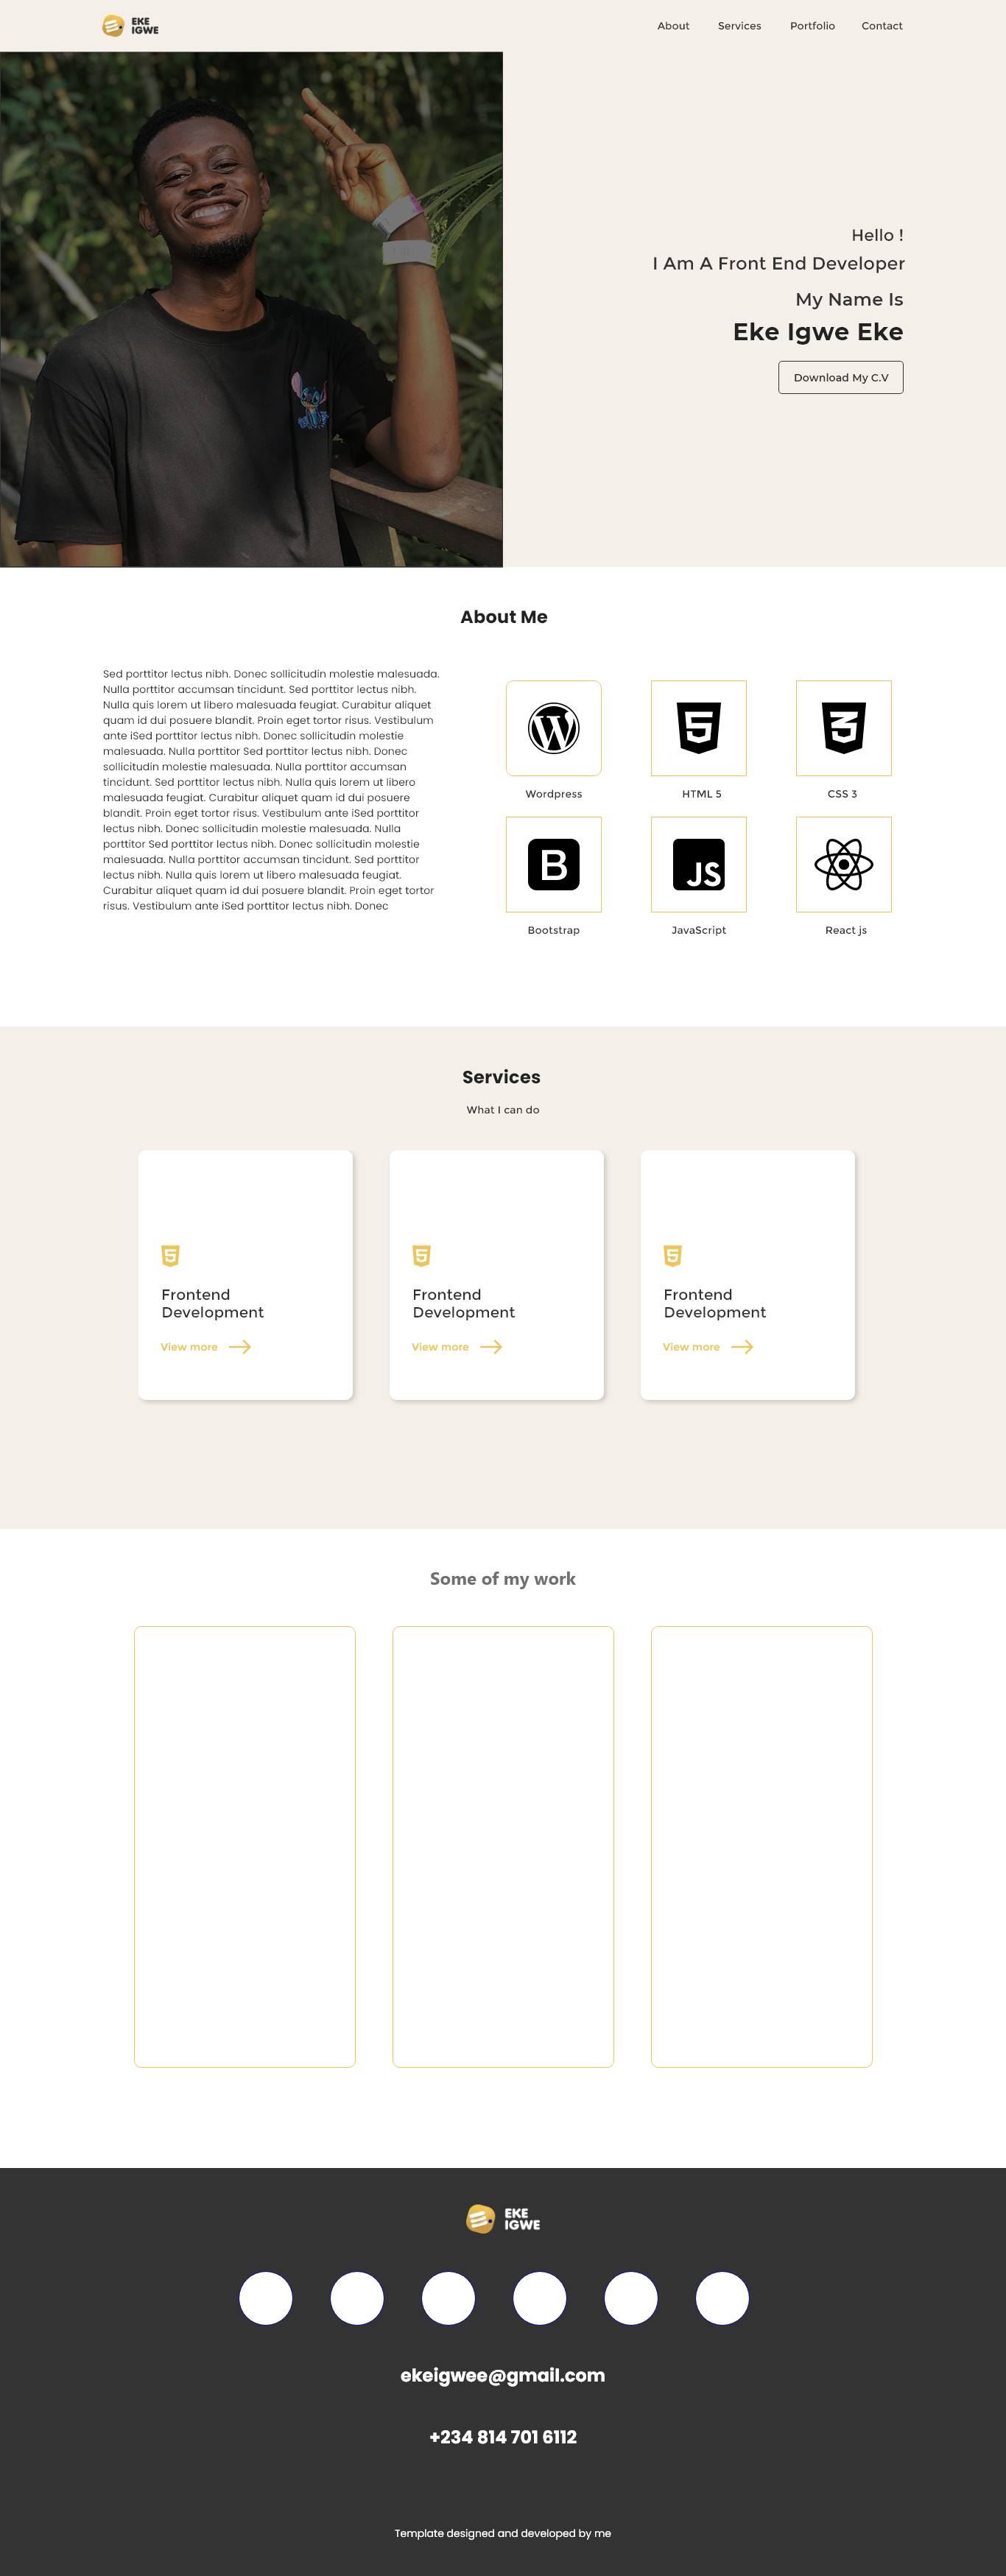 EKE
IGWE
About Services Portfolio Contact
Hello !
I Am A Front End Developer
My Name Is
Eke Igwe Eke
Download My C.V
About Me
Sed porttitor lectus nibh. Donec sollicitudin molestie malesuada.
Nulla porttitor accumsan tincidunt. Sed porttitor lectus nibh.
Nulla quis lorem ut libero malesuada feugiat. Curabitur aliquet
quam id dui posuere blandit. Proin eget tortor risus. Vestibulum
ante iSed porttitor lectus nibh. Donec sollicitudin molestie
malesuada. Nulla porttitor Sed porttitor lectus nibh. Donec
sollicitudin molestie malesuada. Nulla porttitor accumsan
tincidunt. Sed porttitor lectus nibh. Nulla quis lorem ut libero
malesuada feugiat. Curabitur aliquet quam id dui posuere
blandit. Proin eget tortor risus. Vestibulum ante iSed porttitor
lectus nibh. Donec sollicitudin molestie malesuada. Nulla
porttitor Sed porttitor lectus nibh. Donec sollicitudin molestie
malesuada. Nulla porttitor accumsan tincidunt. Sed porttitor
lectus nibh. Nulla quis lorem ut libero malesuada feugiat.
Curabitur aliquet quam id dui posuere blandit. Proin eget tortor
risus. Vestibulum ante iSed porttitor lectus nibh. Donec
W 5 3
Wordpress HTML 5 CSS 3
B JS
Bootstrap JavaScript React js
Services
What I can do
5 5 5
Frontend Frontend Frontend
Development Development Development
View more View more View more
Some of my work
EKE
IGWE
ekeigwee@gmail.com
+234 814 701 6112
Template designed and developed by me